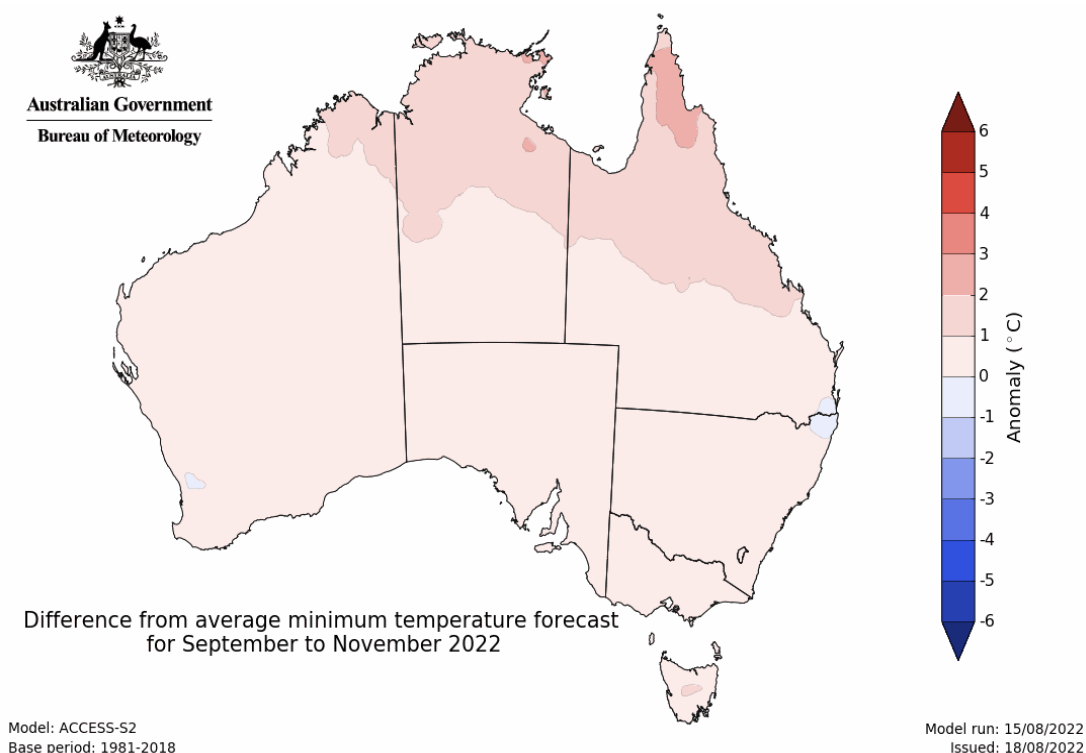 Australian Government
Bureau of Meteorology
6
5
4
3
2
1
0
-1
-2
-3
-4
-5
-6
Anomaly (°C)
Difference from average minimum temperature forecast
for September to November 2022
Model: ACCESS-S2
Base period: 1981-2018
Model run: 15/08/2022
Issued: 18/08/2022